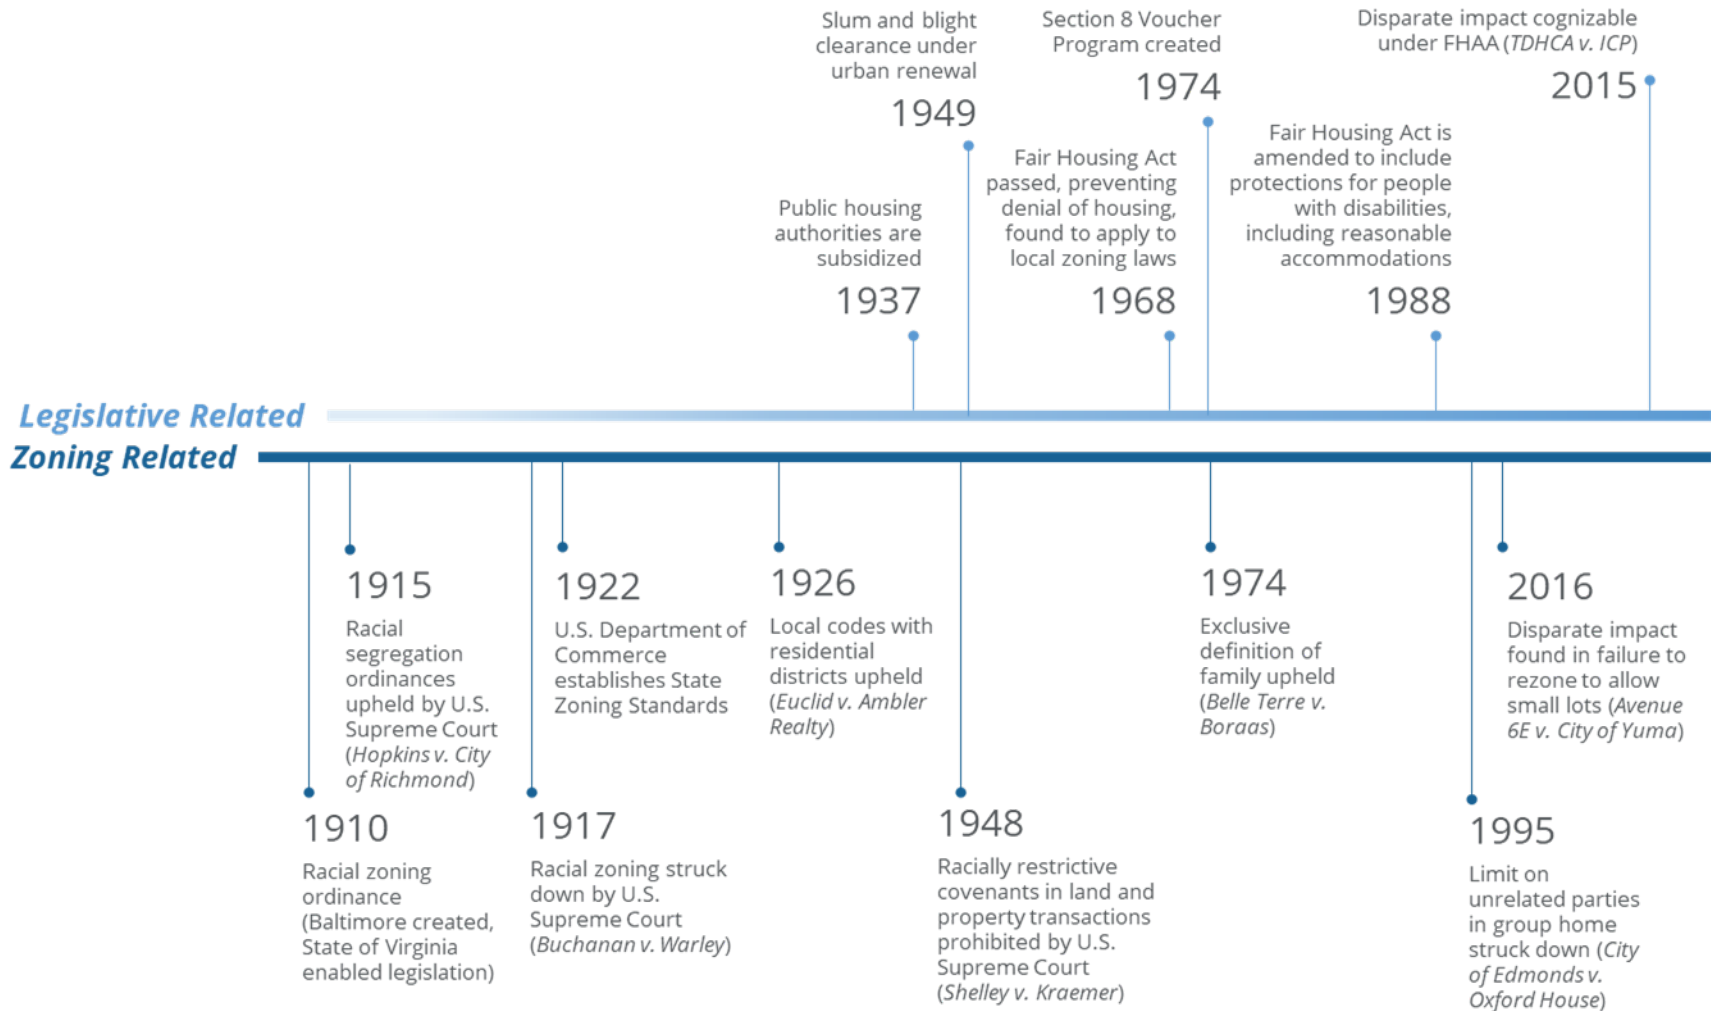 Slum and blight
clearance under
urban renewal
1949
Section 8 Voucher
Program created
1974
Disparate impact cognizable
under FHAA (TDHCA v. ICP)
2015
Public housing
authorities are
subsidized
1937
Fair Housing Act
passed, preventing
denial of housing,
found to apply to
local zoning laws
1968
Fair Housing Act is
amended to include
protections for people
with disabilities,
including reasonable
accommodations
1988
Legislative Related
Zoning Related
1915
Racial
segregation
ordinances
upheld by U.S.
Supreme Court
(Hopkins v. City
of Richmond)
1922
U.S. Department of
Commerce
establishes State
Zoning Standards
1926
Local codes with
residential
districts upheld
(Euclid v. Ambler
Realty)
1974
Exclusive
definition of
family upheld
(Belle Terre v.
Boraas)
2016
Disparate impact
found in failure to
rezone to allow
small lots (Avenue
6E v. City of Yuma)
1910
Racial zoning
ordinance
(Baltimore created,
State of Virginia
enabled legislation)
1917
Racial zoning struck
down by U.S.
Supreme Court
(Buchanan v. Warley)
1948
Racially restrictive
covenants in land and
property transactions
prohibited by U.S.
Supreme Court
(Shelley v. Kraemer)
1995
Limit on
unrelated parties
in group home
struck down (City
of Edmonds v.
Oxford House)